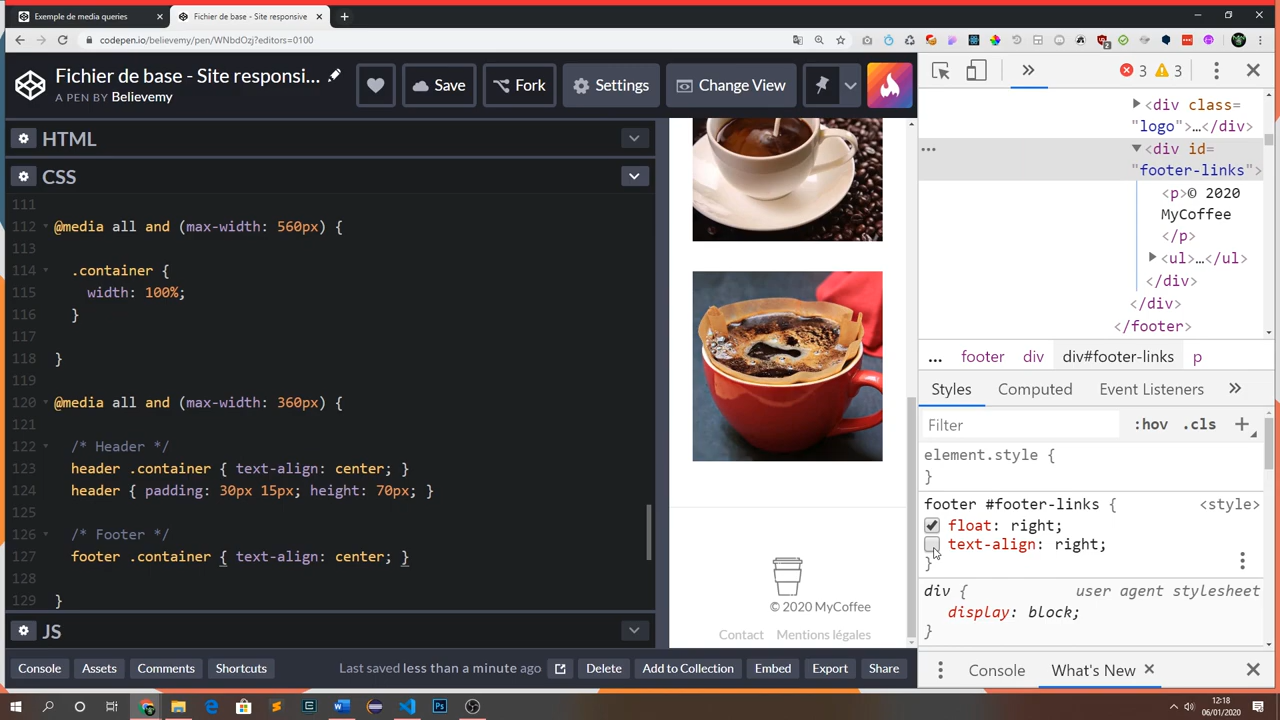 Exemple de media queries
Fichier de base - Site responsive
codepen.io/believemy/pen/WNbdOzj?editors=0100
Fichier de base - Site responsi...
A PEN BY Believemy
Save
Fork
Settings
Change View
HTML
CSS
111
112 @media all and (max-width: 560px) {
113
114 .container {
115 width: 100%;
116 }
117
118 }
119
120 @media all and (max-width: 360px) {
121
122 /* Header */
123 header .container { text-align: center; }
124 header { padding: 30px 15px; height: 70px; }
125
126 /* Footer */
127 footer .container { text-align: center; }
128
129 }
JS
Console
Assets
Comments
Shortcuts
Last saved less than a minute ago
Delete
Add to Collection
Embed
Export
Share
© 2020 MyCoffee
Contact Mentions légales
3
3
<div class=
"logo">…</div>
<div id=
"footer-links">
<p>© 2020
MyCoffee
</p>
<ul>…</ul>
</div>
</div>
</footer>
... footer div div#footer-links p
Styles Computed Event Listeners
Filter
:hov .cls
element.style {
}
footer #footer-links { <style>
float: right;
text-align: right;
}
div { user agent stylesheet
display: block;
}
Console What's New
12:18
06/01/2020